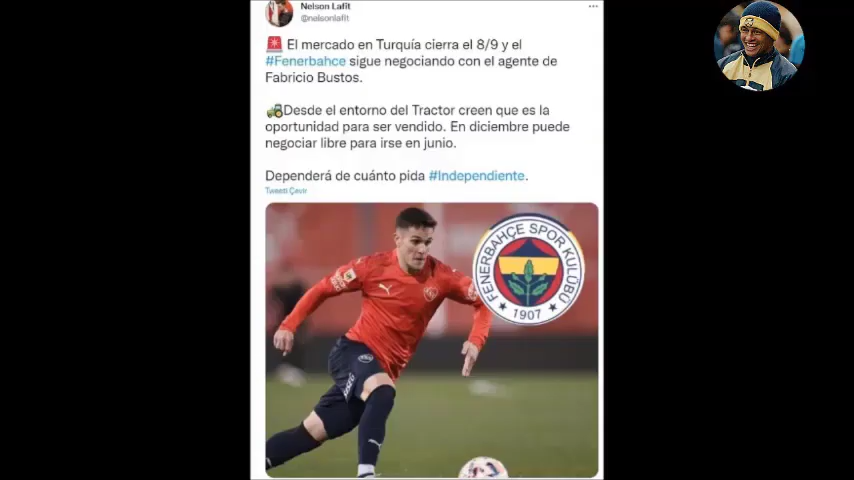 Nelson Lafit
@nelsonlafit
🚨 El mercado en Turquía cierra el 8/9 y el
#Fenerbahce sigue negociando con el agente de
Fabricio Bustos.
🚜Desde el entorno del Tractor creen que es la
oportunidad para ser vendido. En diciembre puede
negociar libre para irse en junio.
Dependerá de cuánto pida #Independiente.
Tweeti Çevir
FENERBAHÇE SPOR KULÜBÜ
1907